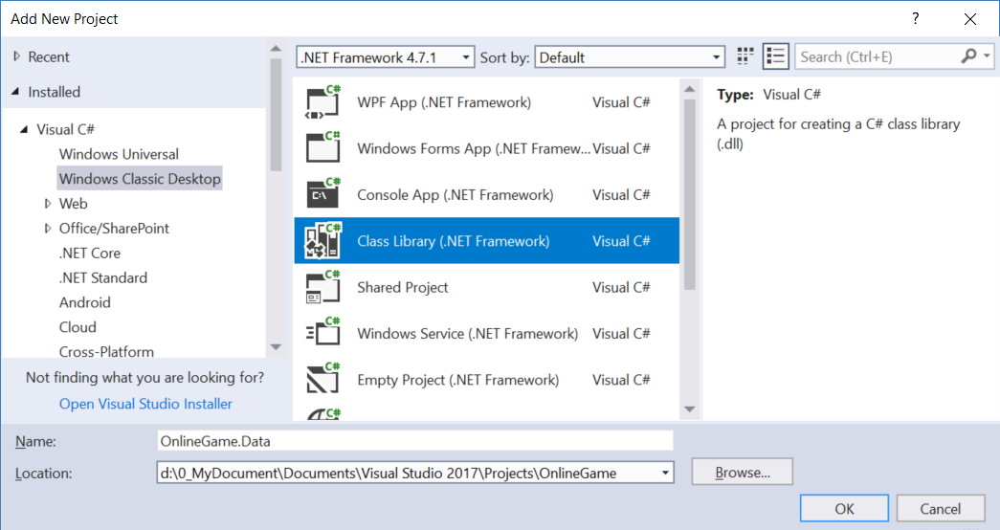 Add New Project
?
Recent
.NET Framework 4.7.1
Sort by:
Default
Search (Ctrl+E)
Installed
Visual C#
Windows Universal
Windows Classic Desktop
Web
Office/SharePoint
.NET Core
.NET Standard
Android
Cloud
Cross-Platform
Not finding what you are looking for?
Open Visual Studio Installer
C# WPF App (.NET Framework) Visual C#
C# Windows Forms App (.NET Framew... Visual C#
C# Console App (.NET Framework) Visual C#
C# Class Library (.NET Framework) Visual C#
C# Shared Project Visual C#
C# Windows Service (.NET Framework) Visual C#
C# Empty Project (.NET Framework) Visual C#
C#
Type: Visual C#
A project for creating a C# class library
(.dll)
Name: OnlineGame.Data
Location: d:\0_MyDocument\Documents\Visual Studio 2017\Projects\OnlineGame
Browse...
OK
Cancel